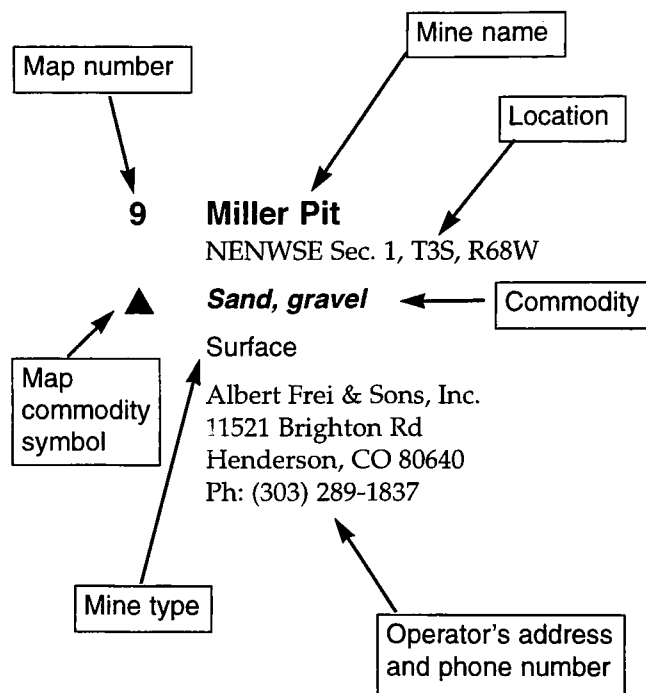 Mine name
Map number
Location
9 Miller Pit
NENWSE Sec. 1, T3S, R68W
Sand, gravel
Commodity
Surface
Map
commodity
symbol
Albert Frei & Sons, Inc.
11521 Brighton Rd
Henderson, CO 80640
Ph: (303) 289-1837
Mine type
Operator's address
and phone number